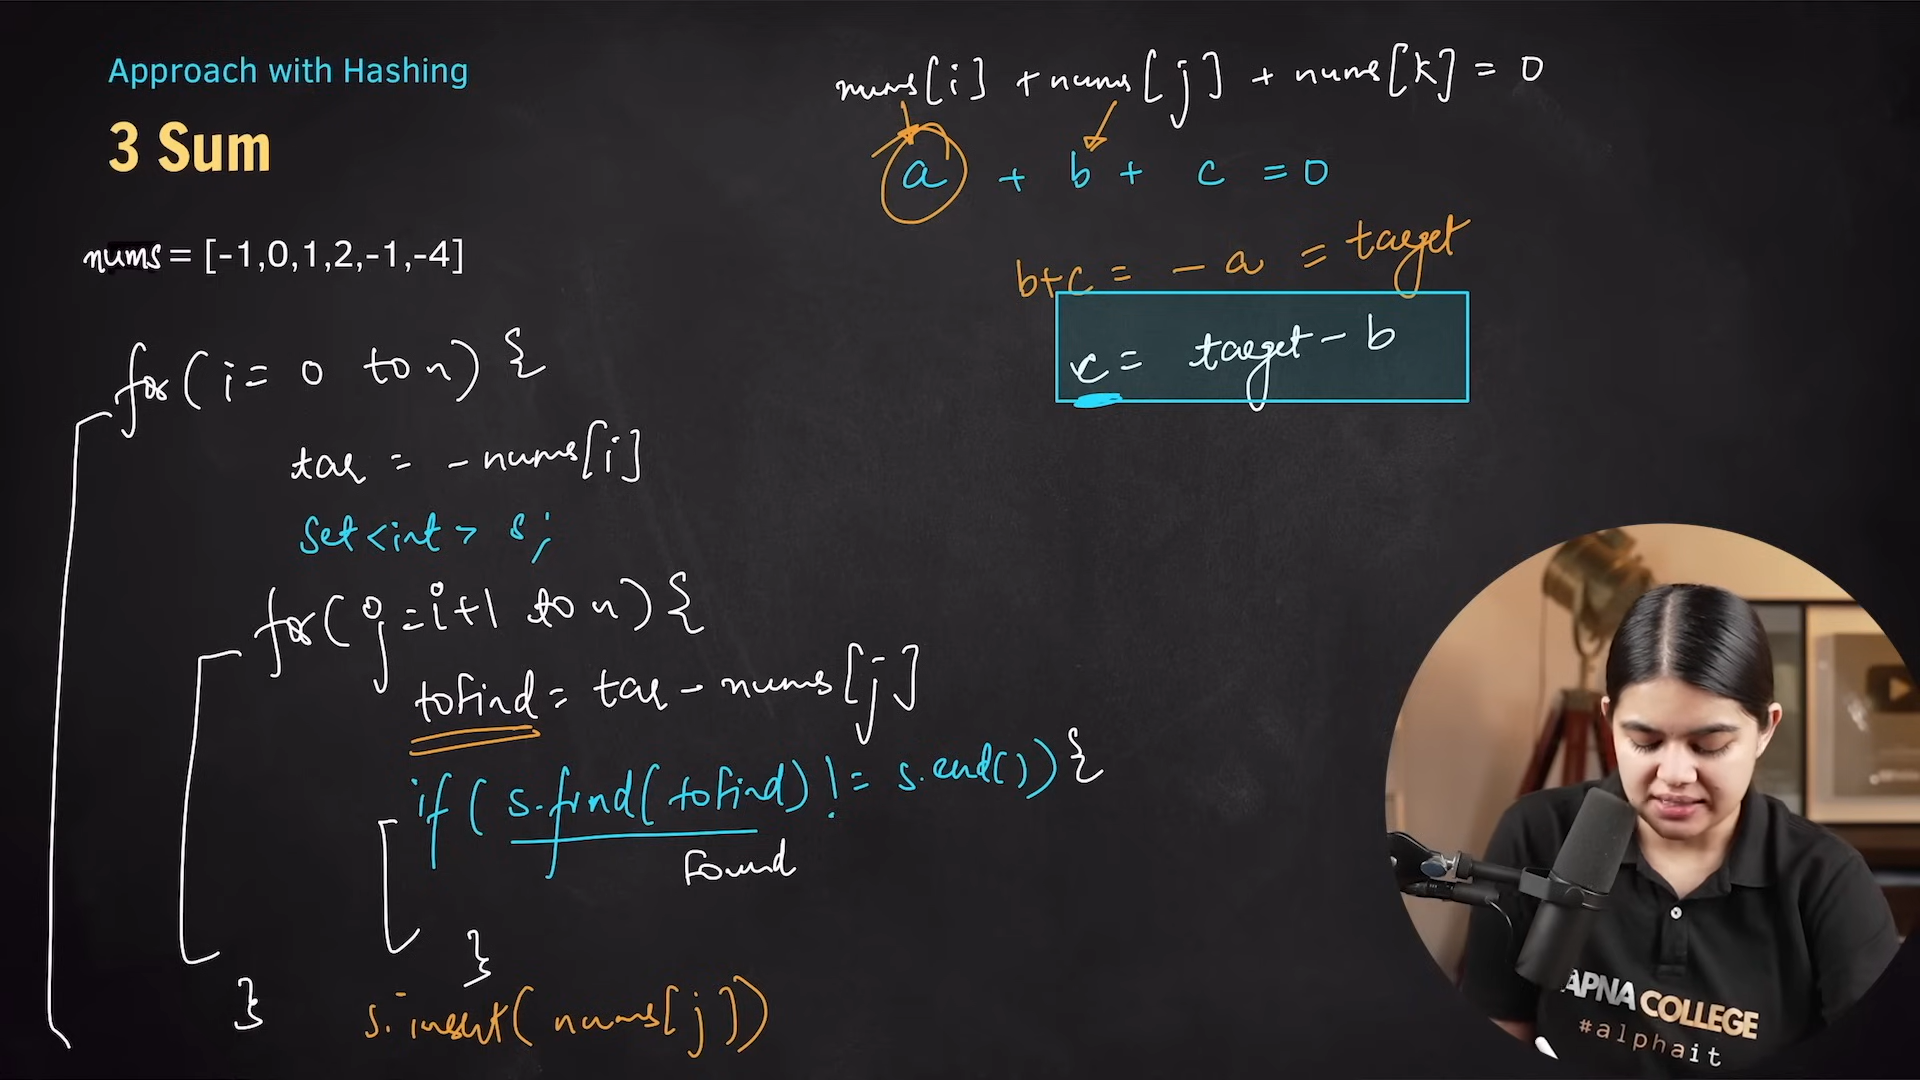 Approach with Hashing
3 Sum
nums = [-1,0,1,2,-1,-4]
for( i= 0 to n) {
tar = -nums[i]
Set<int> s;
for( j=i+1 to n) {
toFind = tar - nums[j]
if( s.find(toFind) != s.end()) {
Found
}
}
s.insert( nums[j])
nums[i] + nums[j] + nums[k] = 0
a + b + c = 0
b+c = - a = target
c = target - b
APNA COLLEGE
#alphait